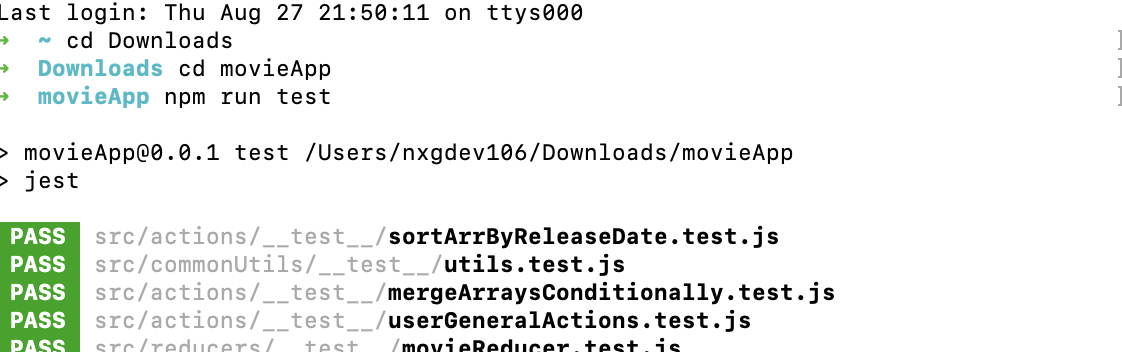 Last login: Thu Aug 27 21:50:11 on ttys000
→ ~ cd Downloads ]
→ Downloads cd movieApp ]
→ movieApp npm run test ]
> movieApp@0.0.1 test /Users/nxgdev106/Downloads/movieApp
> jest
PASS src/actions/__test__/sortArrByReleaseDate.test.js
PASS src/commonUtils/__test__/utils.test.js
PASS src/actions/__test__/mergeArraysConditionally.test.js
PASS src/actions/__test__/userGeneralActions.test.js
PASS src/reducers/__test__/movieReducer.test.js